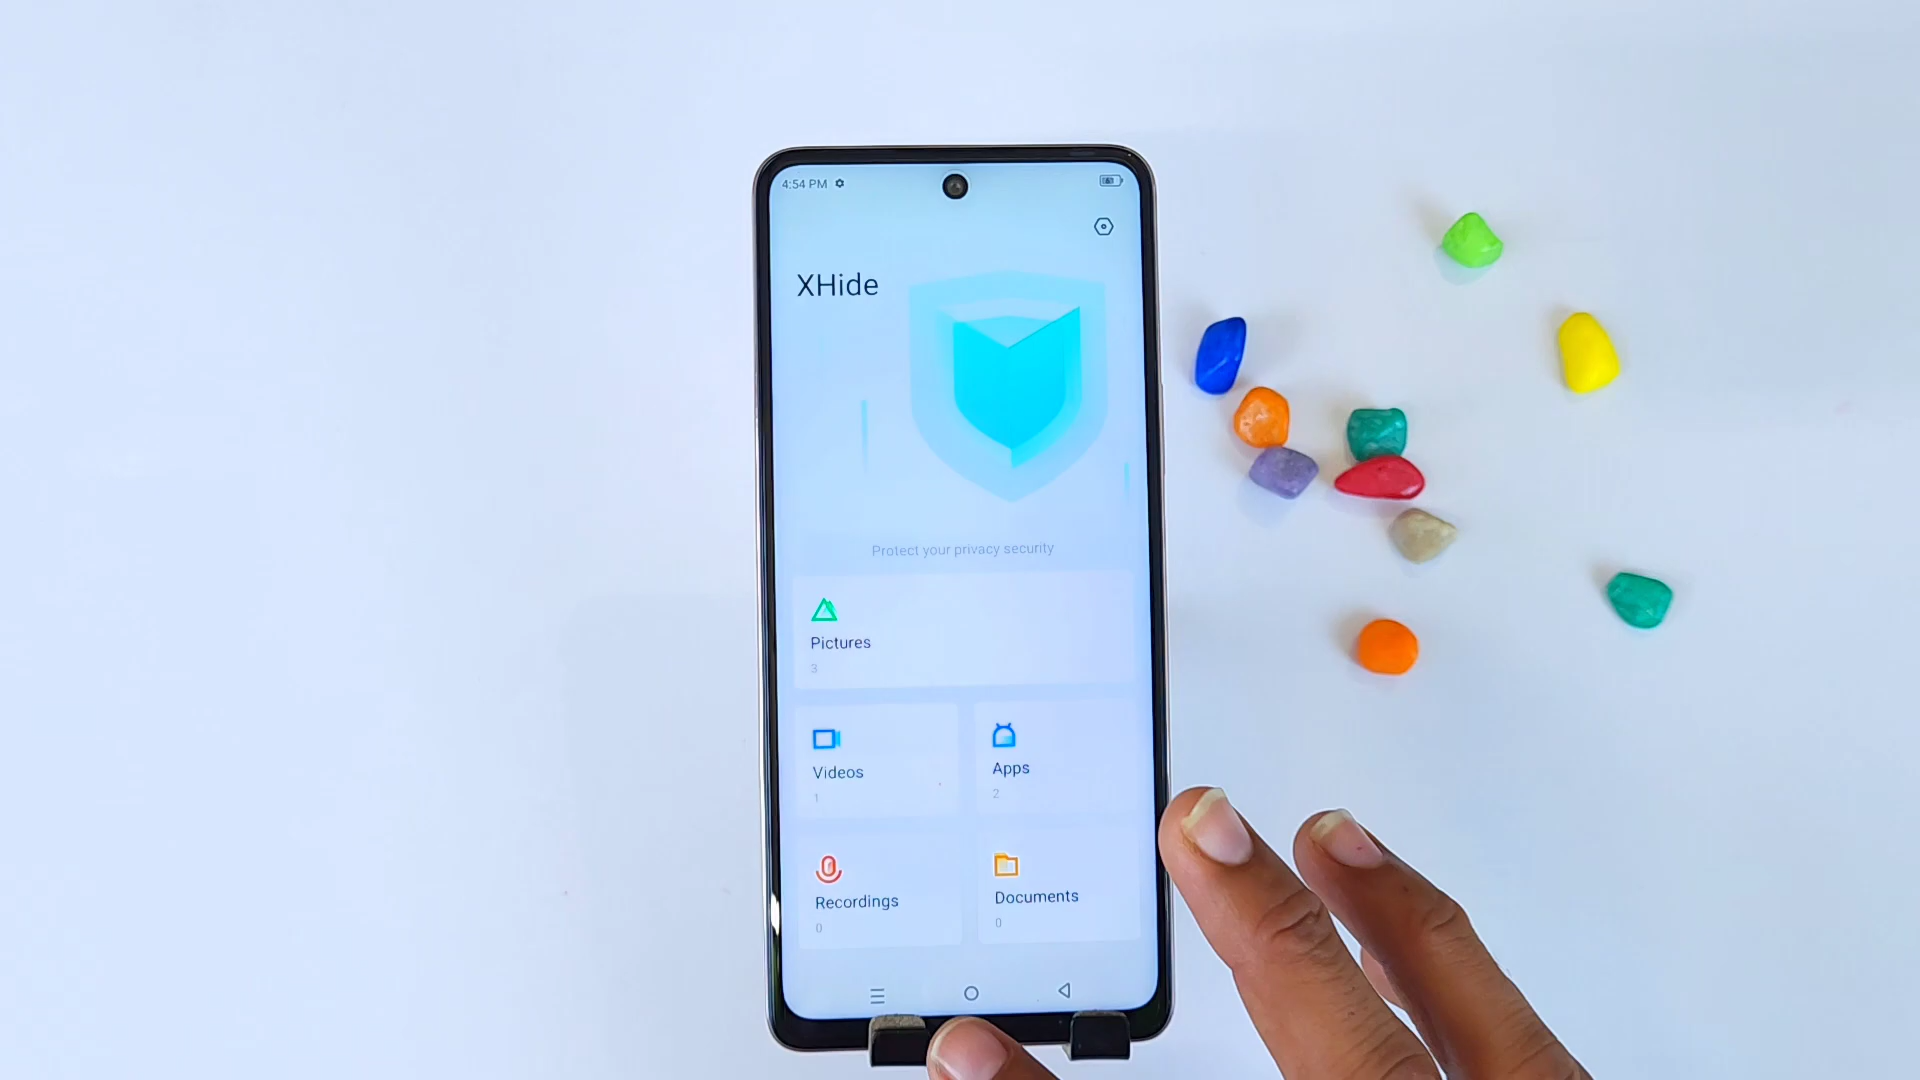 4:54 PM
XHide
Protect your privacy security
Pictures
3
Videos
1
Apps
2
Recordings
0
Documents
0